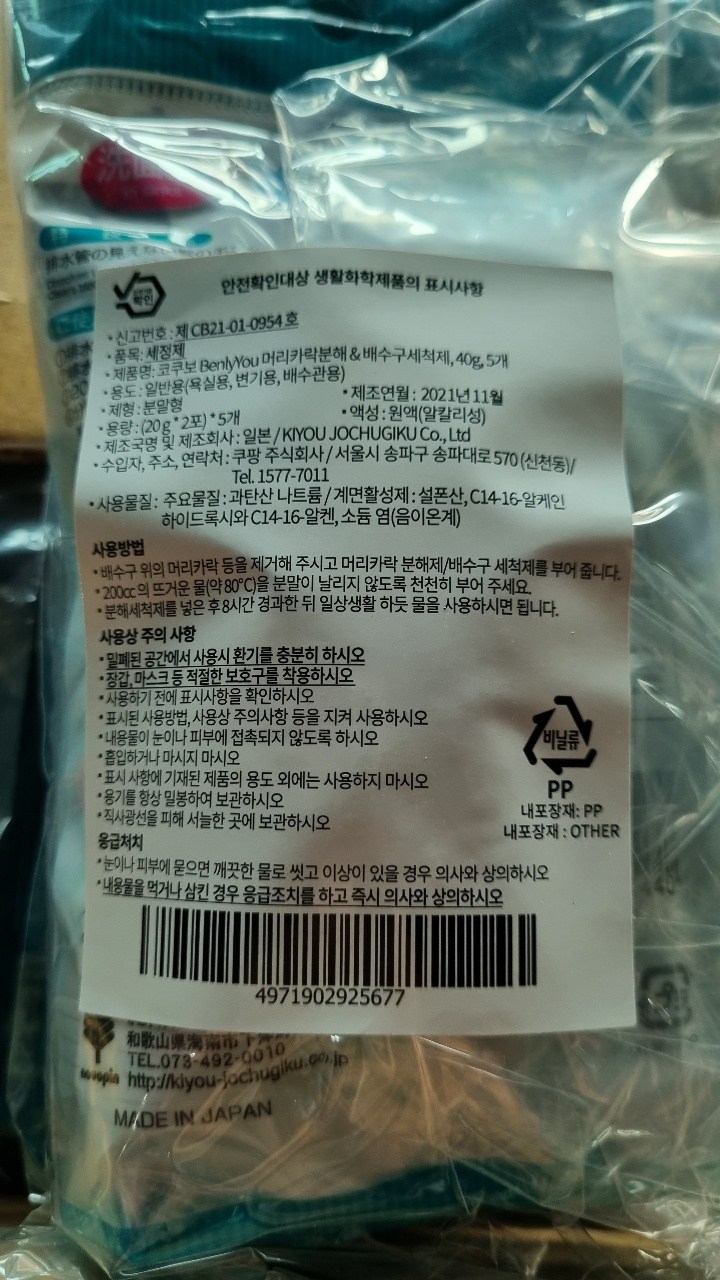 排水管の見えない
안전확인대상 생활화학제품의 표시사항
확인
• 신고번호 : 제 CB21-01-0954 호
• 품목: 세정제
• 제품명: 코쿠보 BenlyYou 머리카락분해 & 배수구세척제, 40g, 5개
• 용도 : 일반용(욕실용, 변기용, 배수관용)
• 제형 : 분말형 • 제조연월 : 2021년 11월
• 용량 : (20 g * 2포) * 5개 • 액성 : 원액(알칼리성)
• 제조국명 및 제조회사 : 일본 / KIYOU JOCHUGIKU Co., Ltd
• 수입자, 주소, 연락처 : 쿠팡 주식회사 / 서울시 송파구 송파대로 570 (신천동)/
Tel. 1577-7011
• 사용물질 : 주요물질 : 과탄산 나트륨 / 계면활성제 : 설폰산, C14-16-알케인
하이드록시와 C14-16-알켄, 소듐 염(음이온계)
사용방법
• 배수구 위의 머리카락 등을 제거해 주시고 머리카락 분해제/배수구 세척제를 부어 줍니다.
• 200cc 의 뜨거운 물(약 80°C)을 분말이 날리지 않도록 천천히 부어 주세요.
• 분해세척제를 넣은 후 8시간 경과한 뒤 일상생활 하듯 물을 사용하시면 됩니다.
사용상 주의 사항
• 밀폐된 공간에서 사용시 환기를 충분히 하시오
• 장갑, 마스크 등 적절한 보호구를 착용하시오
• 사용하기 전에 표시사항을 확인하시오
• 표시된 사용방법, 사용상 주의사항 등을 지켜 사용하시오
• 내용물이 눈이나 피부에 접촉되지 않도록 하시오
• 흡입하거나 마시지 마시오
• 표시 사항에 기재된 제품의 용도 외에는 사용하지 마시오
• 용기를 항상 밀봉하여 보관하시오
• 직사광선을 피해 서늘한 곳에 보관하시오
비닐류
PP
내포장재: PP
내포장재 : OTHER
응급처치
• 눈이나 피부에 묻으면 깨끗한 물로 씻고 이상이 있을 경우 의사와 상의하시오
• 내용물을 먹거나 삼킨 경우 응급조치를 하고 즉시 의사와 상의하시오
4971902925677
和歌山県海南市下津
TEL.073-492-0010
http://kiyou-jochugiku.co.jp
MADE IN JAPAN